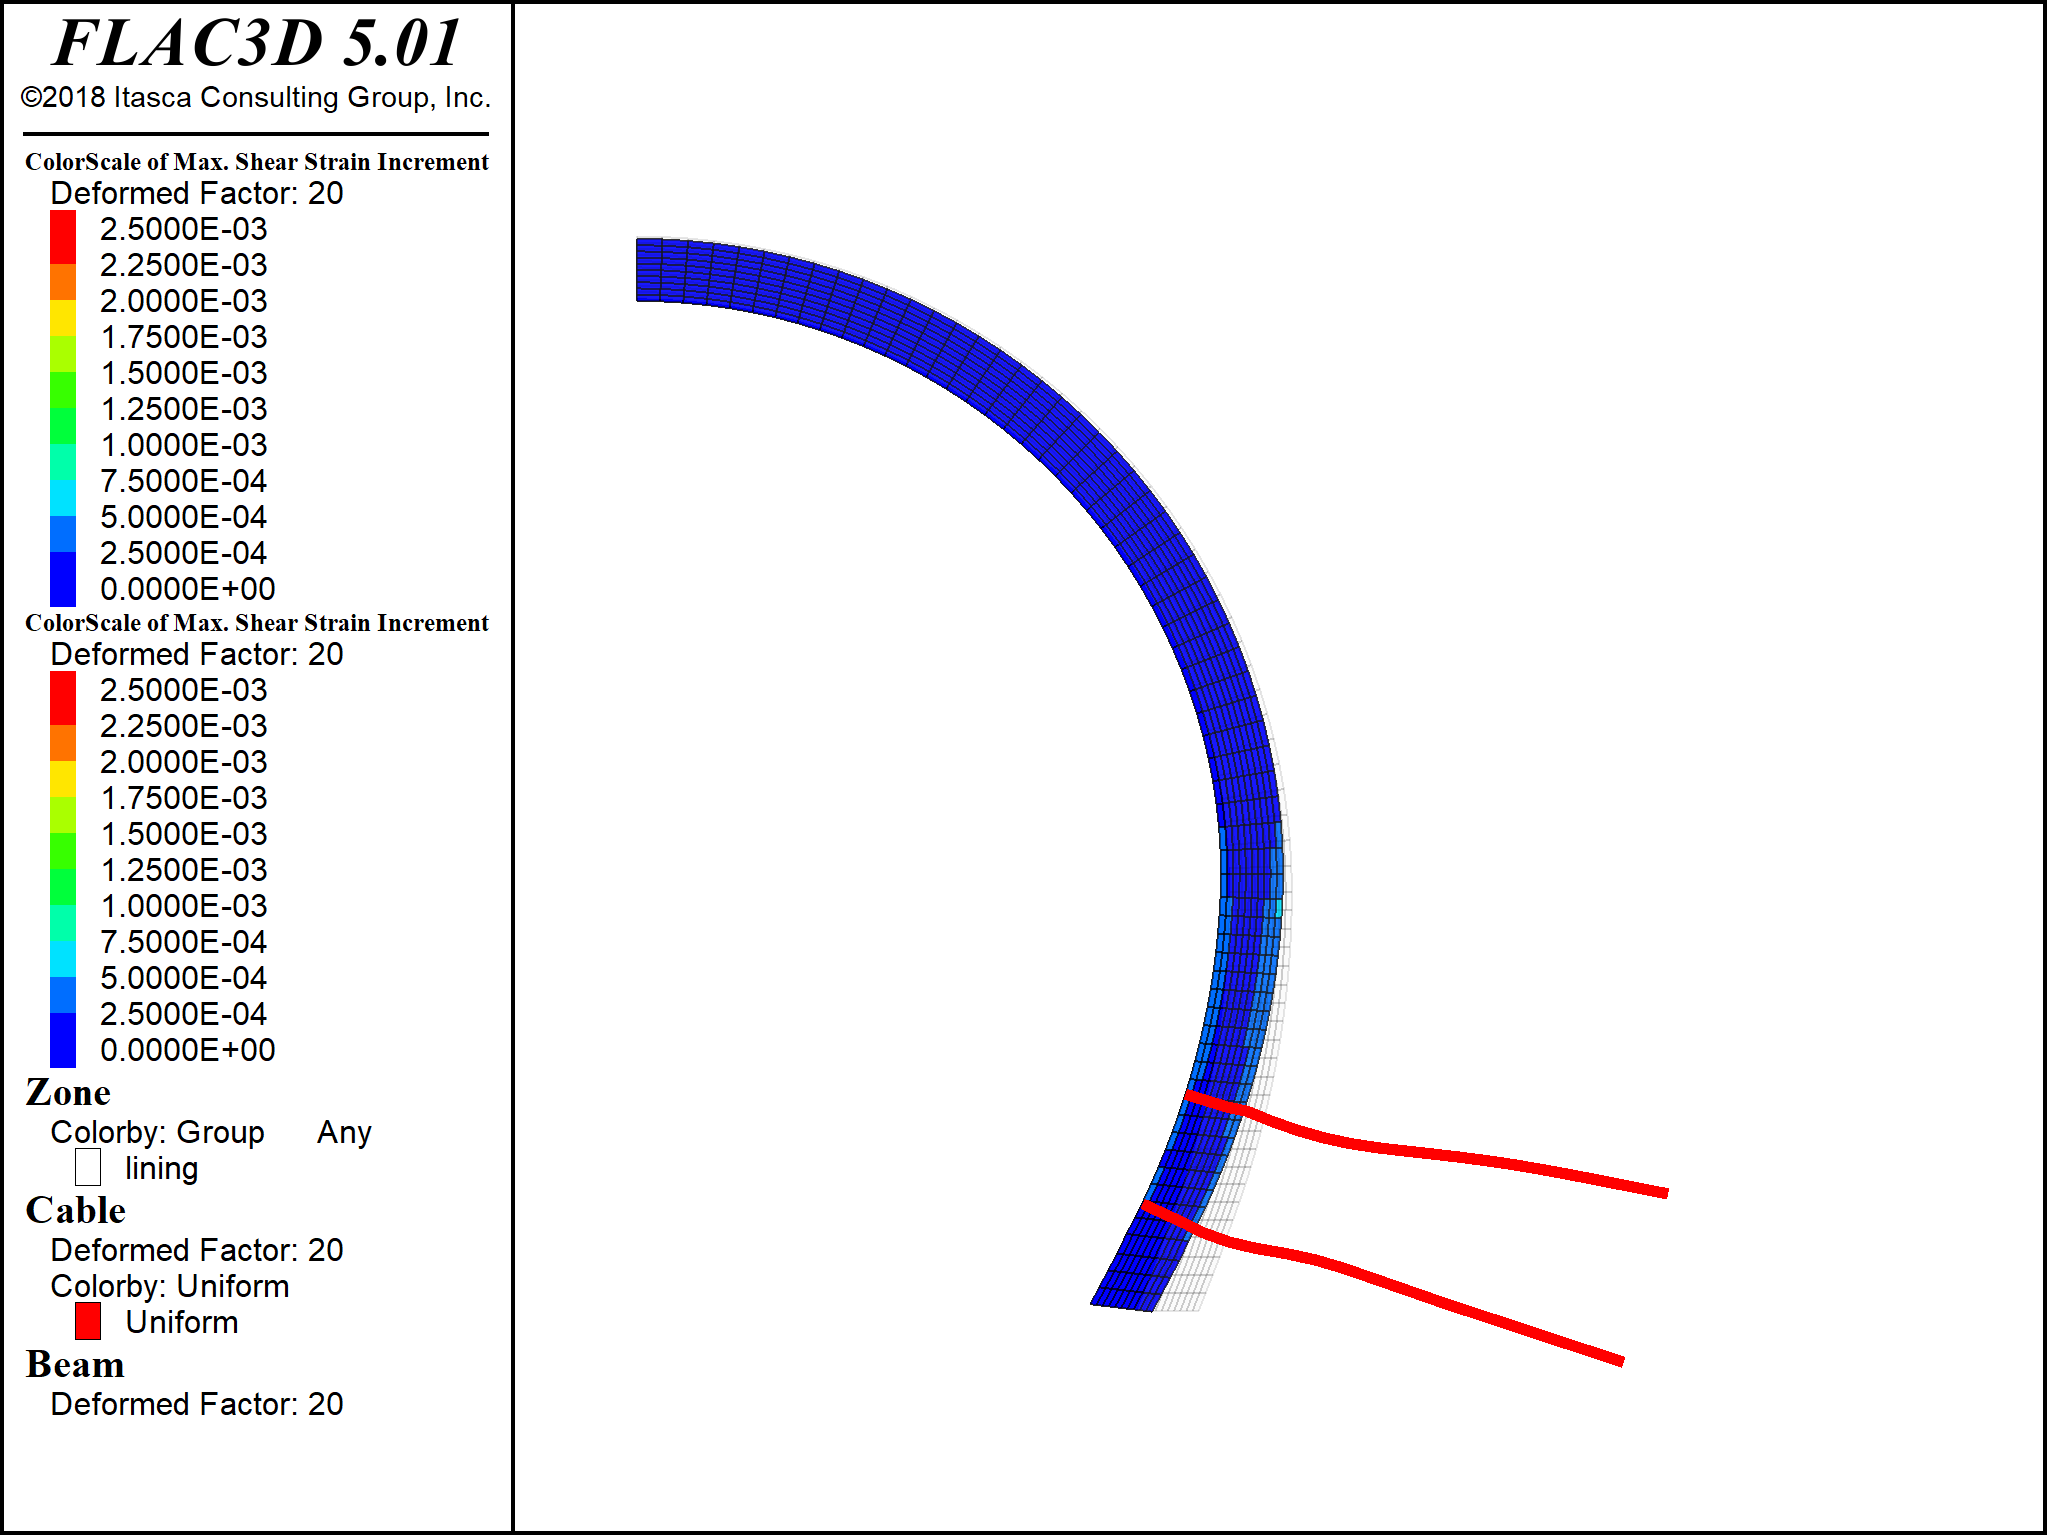 FLAC3D 5.01
©2018 Itasca Consulting Group, Inc.
ColorScale of Max. Shear Strain Increment
Deformed Factor: 20
2.5000E-03
2.2500E-03
2.0000E-03
1.7500E-03
1.5000E-03
1.2500E-03
1.0000E-03
7.5000E-04
5.0000E-04
2.5000E-04
0.0000E+00
ColorScale of Max. Shear Strain Increment
Deformed Factor: 20
2.5000E-03
2.2500E-03
2.0000E-03
1.7500E-03
1.5000E-03
1.2500E-03
1.0000E-03
7.5000E-04
5.0000E-04
2.5000E-04
0.0000E+00
Zone
Colorby: Group Any
lining
Cable
Deformed Factor: 20
Colorby: Uniform
Uniform
Beam
Deformed Factor: 20